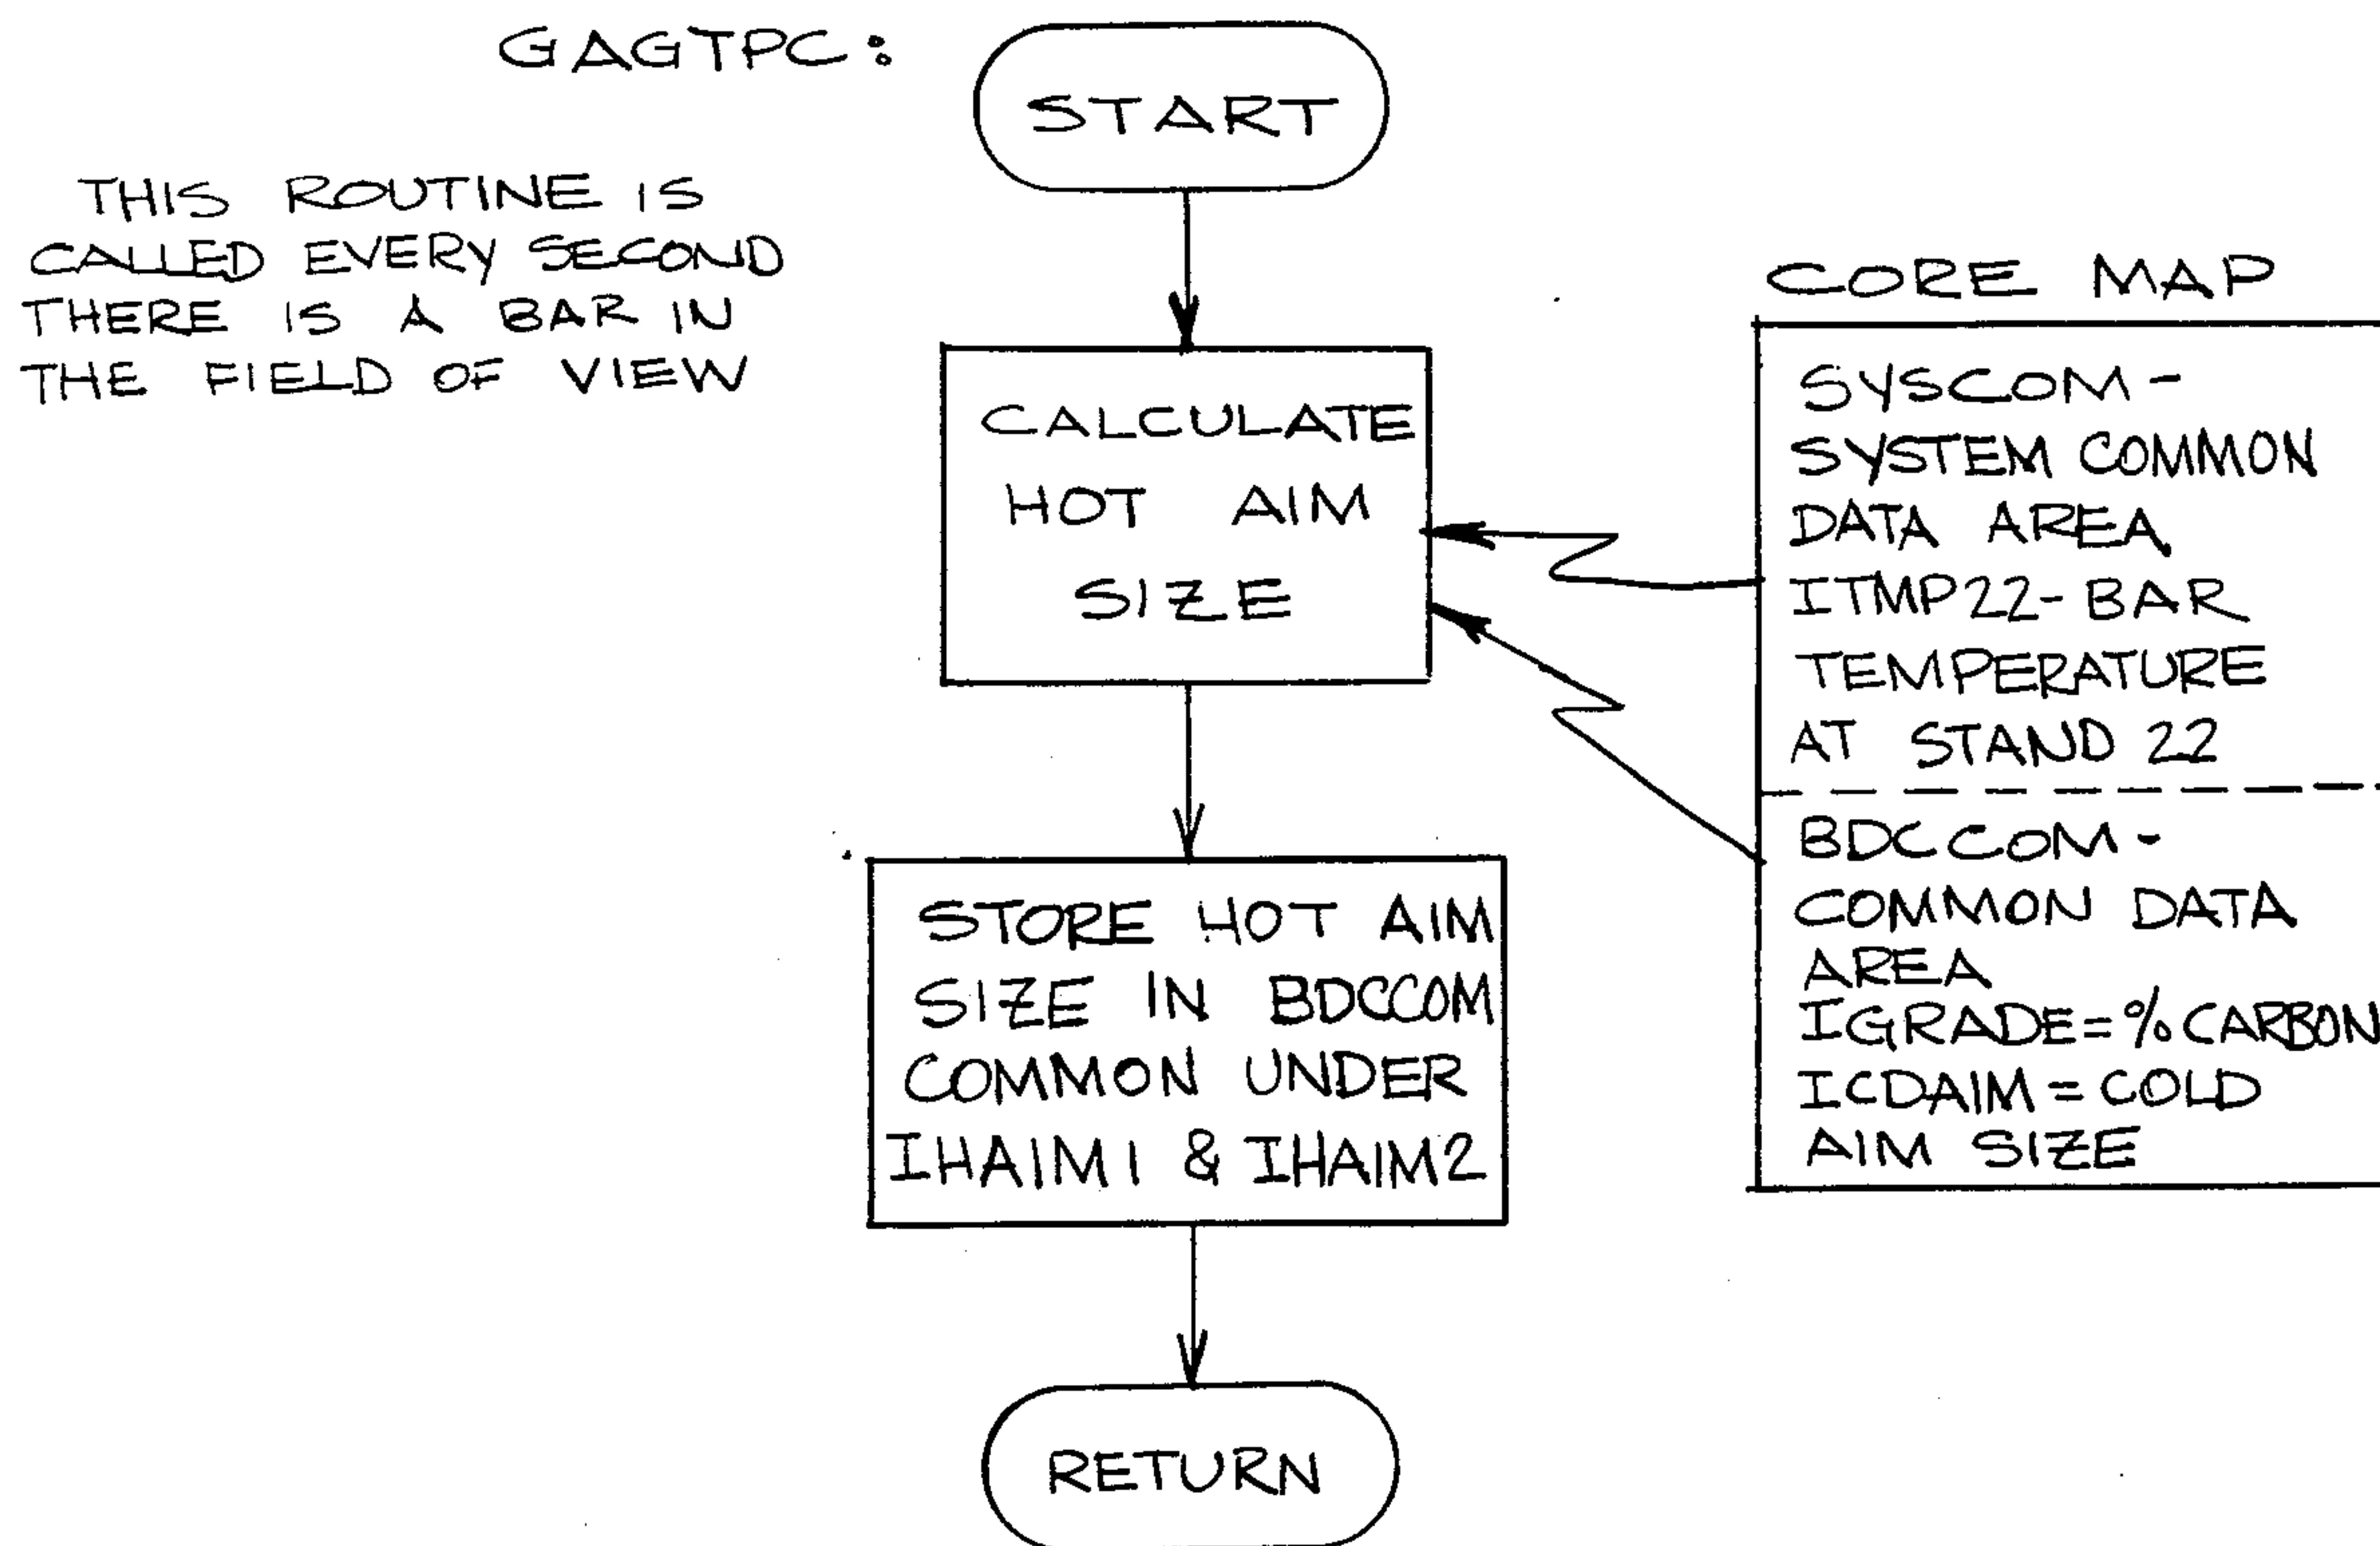 GAGTPC:
START
THIS ROUTINE IS
CALLED EVERY SECOND
THERE IS A BAR IN
THE FIELD OF VIEW
CALCULATE
HOT AIM
SIZE
CORE MAP
SYSCOM-
SYSTEM COMMON
DATA AREA
ITMP22-BAR
TEMPERATURE
AT STAND 22
BDCCOM-
COMMON DATA
AREA
IGRADE=%CARBON
ICDAIM=COLD
AIM SIZE
STORE HOT AIM
SIZE IN BDCCOM
COMMON UNDER
IHAIM1 & IHAIM2
RETURN